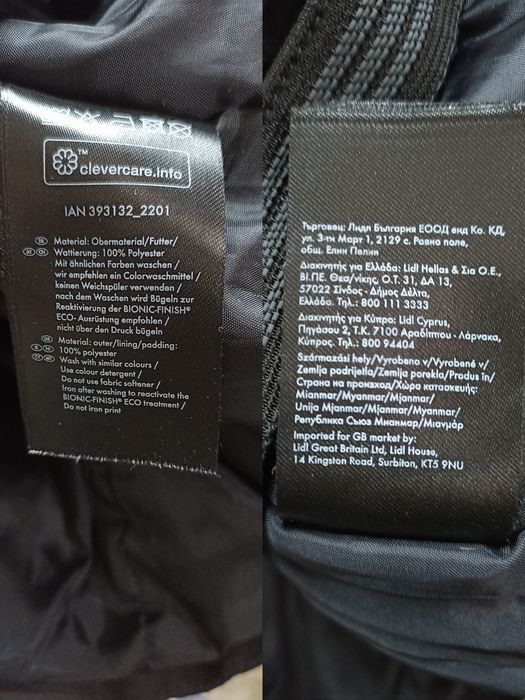 ™
clevercare.info
IAN 393132_2201
DE Material: Obermaterial/Futter/
AT CH Wattierung: 100% Polyester
Mit ähnlichen Farben waschen /
wir empfehlen ein Colorwaschmittel /
keinen Weichspüler verwenden /
nach dem Waschen wird Bügeln zur
Reaktivierung der BIONIC-FINISH®
ECO-Ausrüstung empfohlen /
nicht über den Druck bügeln
Material: outer/lining/padding:
100% polyester
Wash with similar colours /
Use colour detergent /
Do not use fabric softener /
Iron after washing to reactivate the
BIONIC-FINISH® ECO treatment /
Do not iron print
Търговец: Лидл България ЕООД енд Ко. КД,
ул. 3-ти Март 1, 2129 с. Равно поле,
общ. Елин Пелин
Διακινητής για Ελλάδα: Lidl Hellas & Σια Ο.Ε.,
ΒΙ.ΠΕ. Θεσ/νίκης, Ο.Τ. 31, ΔΑ 13,
57022 Σίνδος - Δήμος Δέλτα,
Ελλάδα. Τηλ.: 800 111 3333
Διακινητής για Κύπρο: Lidl Cyprus,
Πηγάσου 2, Τ.Κ. 7100 Αραδίππου - Λάρνακα,
Κύπρος. Τηλ.: 800 94404
Származási hely/Vyrobeno v/Vyrobené v/
Zemlja podrijetla/Zemlja porekla/Produs în/
Страна на произход/Χώρα κατασκευής:
Mianmar/Myanmar/Mjanmar/
Unija Mjanmar/Mjanmar/Myanmar/
Република Съюз Мианмар/Μιανμάρ
Imported for GB market by:
Lidl Great Britain Ltd, Lidl House,
14 Kingston Road, Surbiton, KT5 9NU